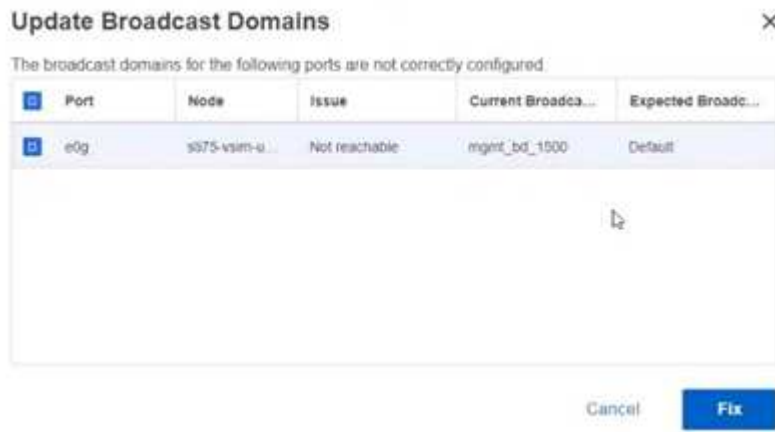 Update Broadcast Domains
The broadcast domains for the following ports are not correctly configured.
Port Node Issue Current Broadca... Expected Broadc...
e0g Not reachable mgmt_bd_1500 Default
Cancel Fix